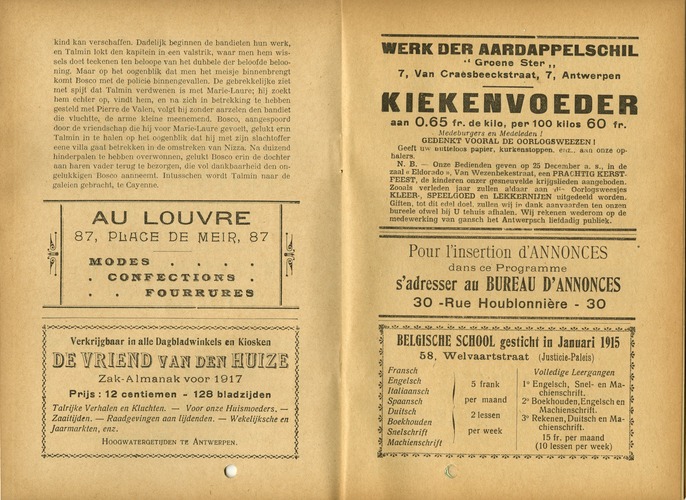 kind kan verschaffen. Dadelijk beginnen de bandieten hun werk,
en Talmin lokt den kapitein in een valstrik, waar men hem wis-
sels doet teekenen ten beloope van het dubbele der beloofde beloo-
ning. Maar op het oogenblik dat men het meisje binnenbrengt
komt Bosco met de policie binnengevallen. De gebrekkelijke ziet
met spijt dat Talmin verdwenen is met Marie-Laure; hij zoekt
hem echter op, vindt hem, en na zich in betrekking te hebben
gesteld met Pierre de Valen, volgt hij zonder aarzelen den bandiet
die vluchtte, de arme kleine meenemend. Bosco, aangespoord
door de vriendschap die hij voor Marie-Laure gevoelt, gelukt erin
Talmin in te halen op het oogenblik dat hij met zijn slachtoffer
eene villa gaat betrekken in de omstreken van Nizza. Na duizend
hinderpalen te hebben overwonnen, gelukt Bosco erin de dochter
aan haren vader terug te bezorgen, die vol dankbaarheid den on-
gelukkigen Bosco aanneemt. Intusschen wordt Talmin naar de
galeien gebracht, te Cayenne.
AU LOUVRE
87, PLACE DE MEIR, 87
MODES . . . .
. CONFECTIONS .
. . FOURRURES
Verkrijgbaar in alle Dagbladwinkels en Kiosken
DE VRIEND VAN DEN HUIZE
Zak-Almanak voor 1917
Prijs : 12 centiemen - 128 bladzijden
Talrijke Verhalen en Kluchten. — Voor onze Huismoeders. —
Zaaitijden. — Raadgevingen aan lijdenden. — Wekelijksche en
Jaarmarkten, enz.
HOOGWATERGETIJDEN TE ANTWERPEN.
WERK DER AARDAPPELSCHIL
" Groene Ster „
7, Van Craesbeeckstraat, 7, Antwerpen
KIEKENVOEDER
aan 0.65 fr. de kilo, per 100 kilos 60 fr.
Medeburgers en Medeleden !
GEDENKT VOORAL DE OORLOGSWEEZEN !
Geeft uw nutteloos papier, kurkenstoppen, enz., aan onze op-
halers.
N. B. — Onze Bedienden geven op 25 December a. s., in de
zaal « Eldorado », Van Wezenbekestraat, een PRACHTIG KERST-
FEEST, de kinderen onzer gesneuvelde krijgslieden aangeboden.
Zooals verleden jaar zullen aldaar aan de Oorlogsweesjes
KLEER-, SPEELGOED en LEKKERNIJEN uitgedeeld worden.
Giften, tot dit edel doel, zullen wij in dank aanvaarden ten onzen
bureele ofwel bij U tehuis afhalen. Wij rekenen wederom op de
medewerking van gansch het Antwerpsch liefdadig publiek.
Pour l'insertion d'ANNONCES
dans ce Programme
s'adresser au BUREAU D'ANNONCES
30 -Rue Houblonnière - 30
BELGISCHE SCHOOL gesticht in Januari 1915
58, Welvaartstraat (Justicie-Paleis)
Fransch
Engelsch
Italiaansch
Spaansch
Duitsch
Boekhouden
Snelschrift
Machienschrift
5 frank
per maand
2 lessen
per week
Volledige Leergangen
1º Engelsch, Snel- en Ma-
chienschrift.
2º Boekhouden, Engelsch en
Machienschrift.
3º Rekenen, Duitsch en Ma-
chienschrift.
15 fr. per maand
(10 lessen per week)